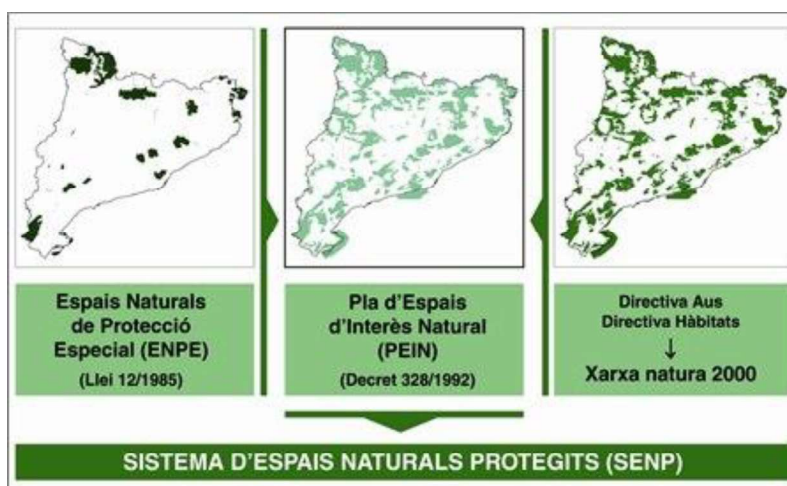 Espais Naturals
de Protecció
Especial (ENPE)
(Llei 12/1985)
Pla d'Espais
d'Interès Natural
(PEIN)
(Decret 328/1992)
Directiva Aus
Directiva Hàbitats
↓
Xarxa natura 2000
SISTEMA D'ESPAIS NATURALS PROTEGITS (SENP)